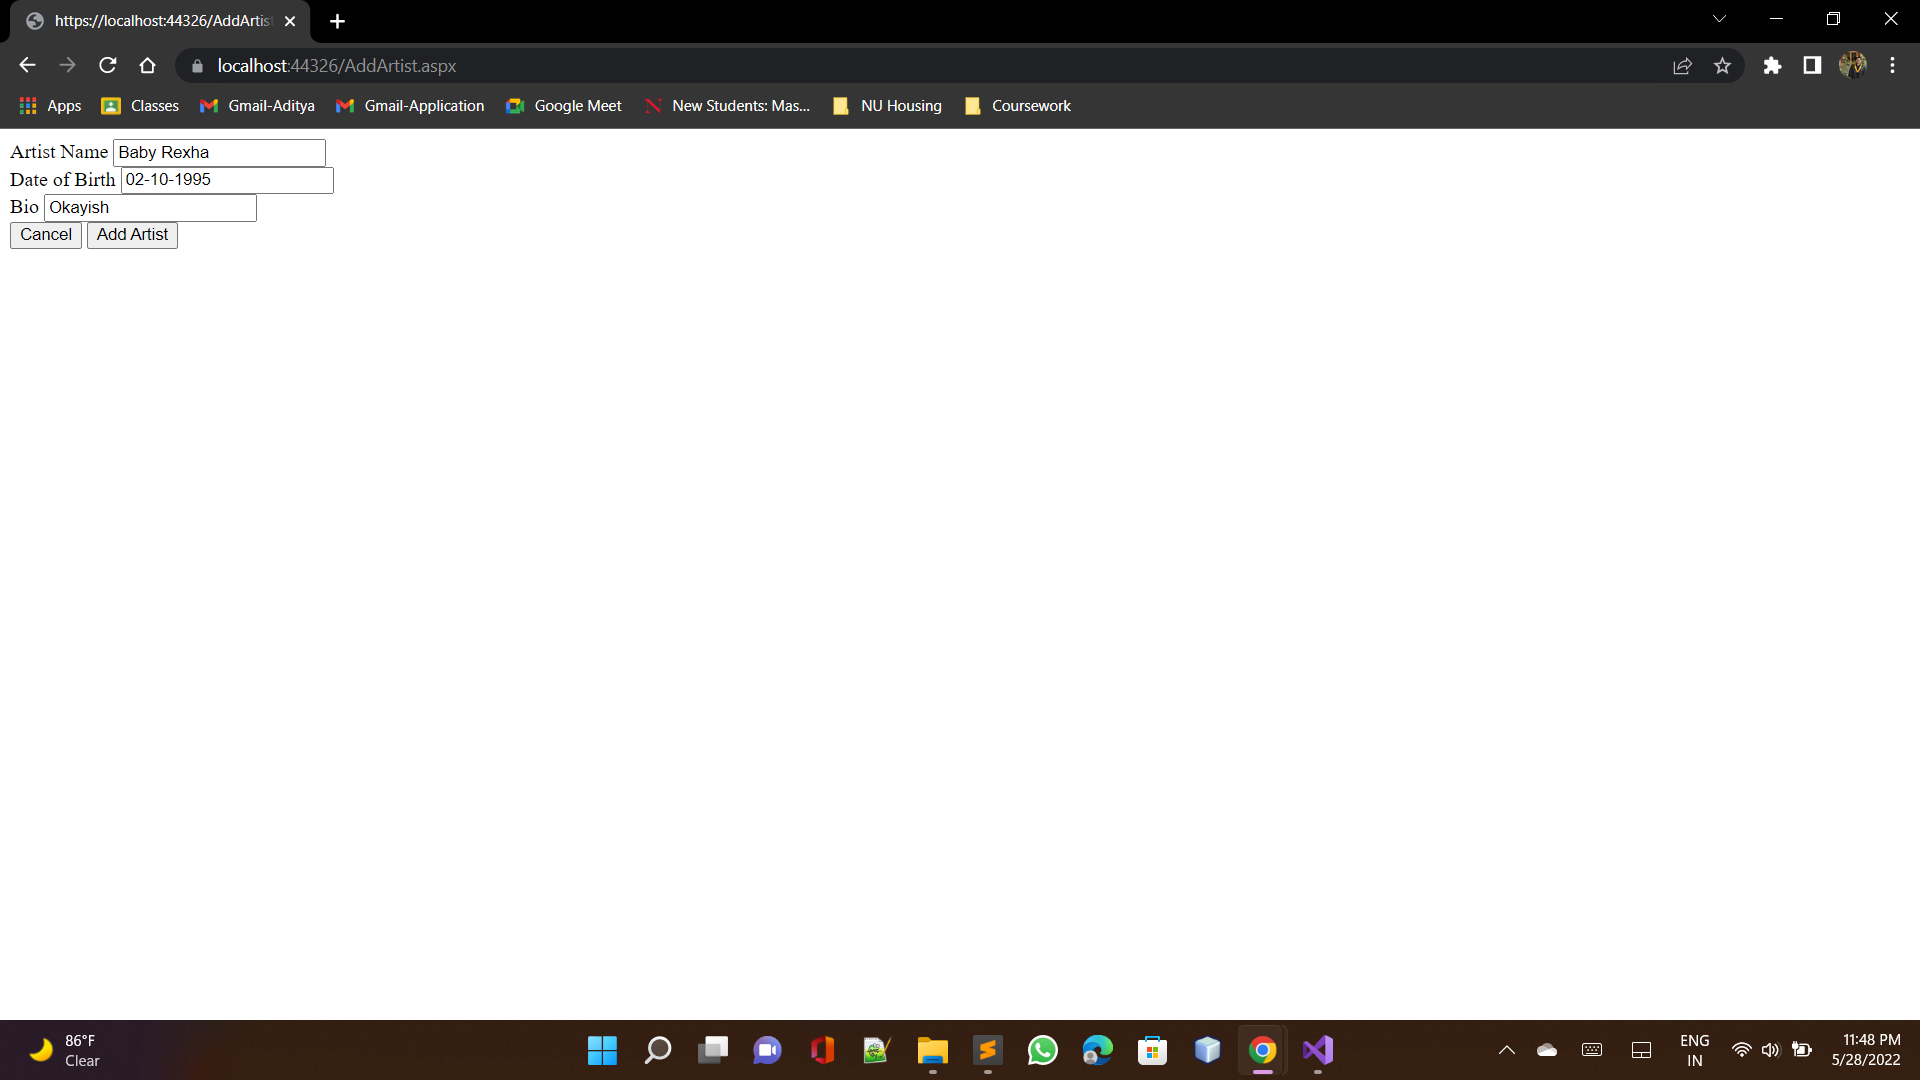 https://localhost:44326/AddArtist
localhost:44326/AddArtist.aspx
Apps Classes Gmail-Aditya Gmail-Application Google Meet New Students: Mas... NU Housing Coursework
Artist Name Baby Rexha
Date of Birth 02-10-1995
Bio Okayish
Cancel Add Artist
86°F
Clear
ENG
IN
11:48 PM
5/28/2022